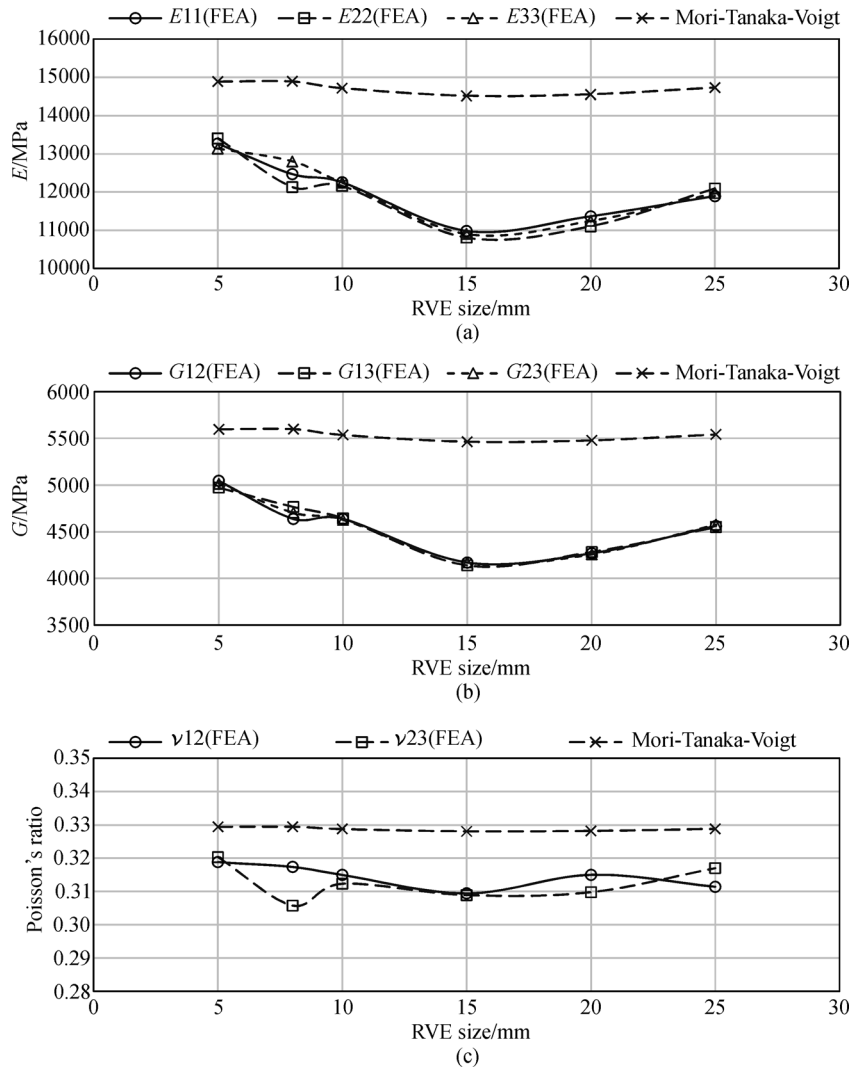 E11(FEA) E22(FEA) E33(FEA) Mori-Tanaka-Voigt
16000
15000
14000
13000
12000
11000
10000
E/MPa
0 5 10 15 20 25 30
RVE size/mm
(a)
G12(FEA) G13(FEA) G23(FEA) Mori-Tanaka-Voigt
6000
5500
5000
4500
4000
3500
G/MPa
0 5 10 15 20 25 30
RVE size/mm
(b)
ν12(FEA) ν23(FEA) Mori-Tanaka-Voigt
0.35
0.34
0.33
0.32
0.31
0.30
0.29
0.28
Poisson's ratio
0 5 10 15 20 25 30
RVE size/mm
(c)